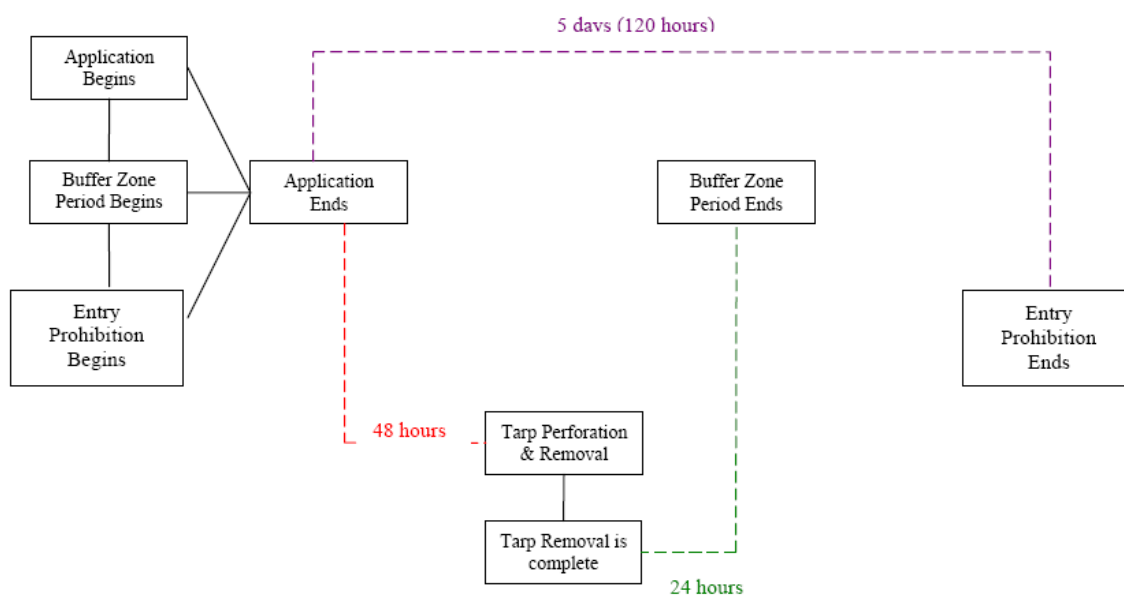 5 days (120 hours)
Application
Begins
Buffer Zone
Period Begins
Application
Ends
Buffer Zone
Period Ends
Entry
Prohibition
Begins
Entry
Prohibition
Ends
48 hours
Tarp Perforation
& Removal
Tarp Removal is
complete
24 hours